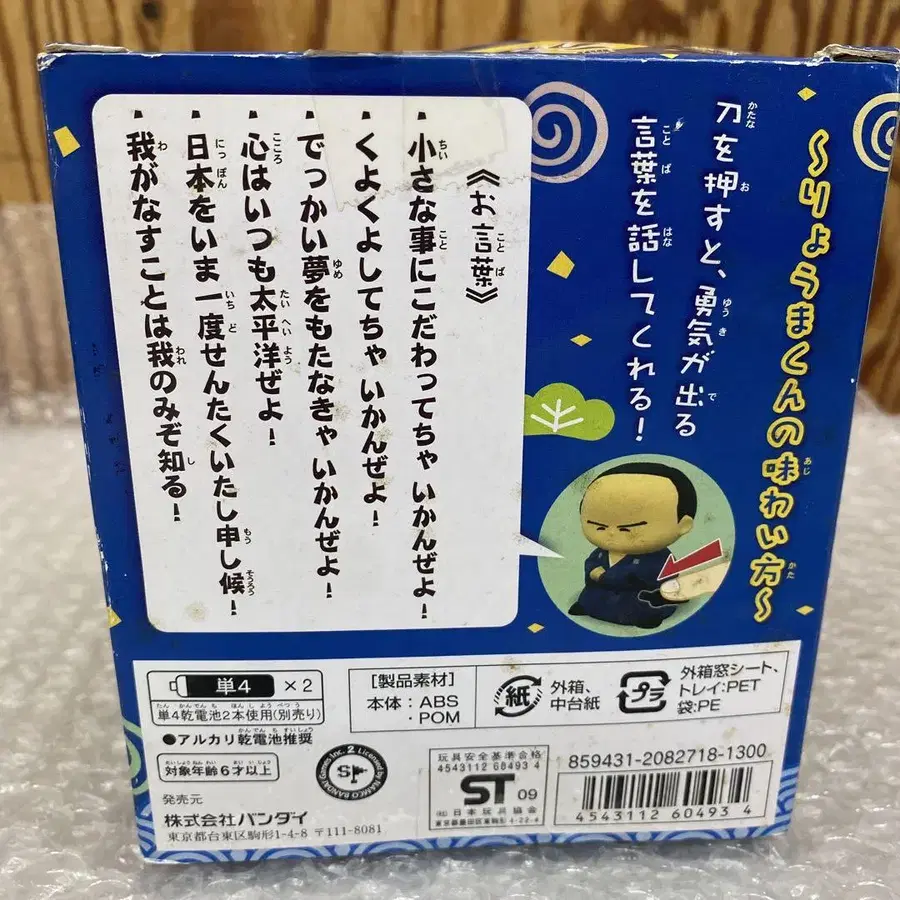 ～りょうまくんの味わい方～
刀を押すと、勇気が出る
言葉を話してくれる！
《お言葉》
・小さな事にこだわってちゃ いかんぜよ！
・くよくよしてちゃ いかんぜよ！
・でっかい夢をもたなきゃ いかんぜよ！
・心はいつも太平洋ぜよ！
・日本をいま一度せんたくいたし申し候！
・我がなすことは我のみぞ知る！
単4 ×2
単4乾電池2本使用(別売り)
●アルカリ乾電池推奨
対象年齢6才以上
発売元
株式会社バンダイ
東京都台東区駒形1-4-8 〒111-8081
[製品素材]
本体：ABS
・POM
紙 外箱、
中台紙
プラ 外箱窓シート、
トレイ:PET
袋:PE
玩具安全基準合格
4543112 60493 4
ST 09
(社)日本玩具協会
859431-2082718-1300
4543112 604934